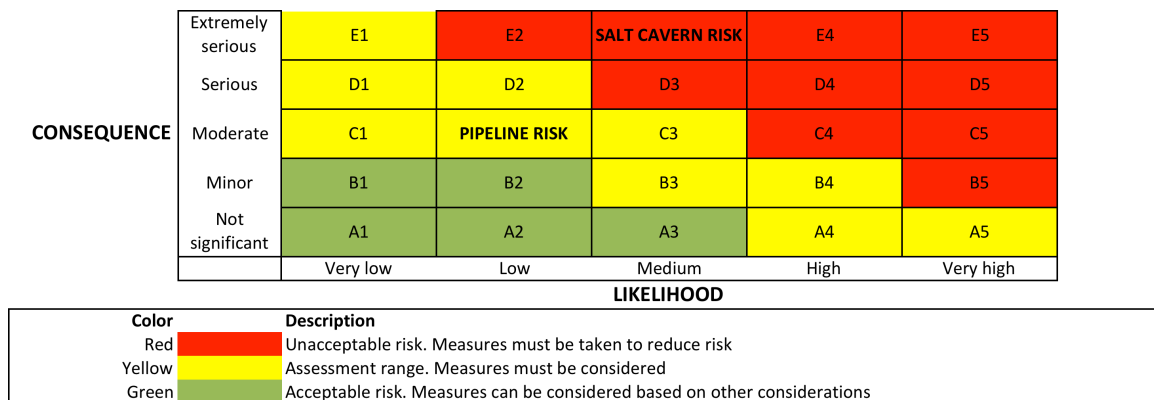 Extremely
serious
E1 E2 SALT CAVERN RISK E4 E5
Serious D1 D2 D3 D4 D5
CONSEQUENCE Moderate C1 PIPELINE RISK C3 C4 C5
Minor B1 B2 B3 B4 B5
Not
significant
A1 A2 A3 A4 A5
Very low Low Medium High Very high
LIKELIHOOD
Color Description
Red Unacceptable risk. Measures must be taken to reduce risk
Yellow Assessment range. Measures must be considered
Green Acceptable risk. Measures can be considered based on other considerations